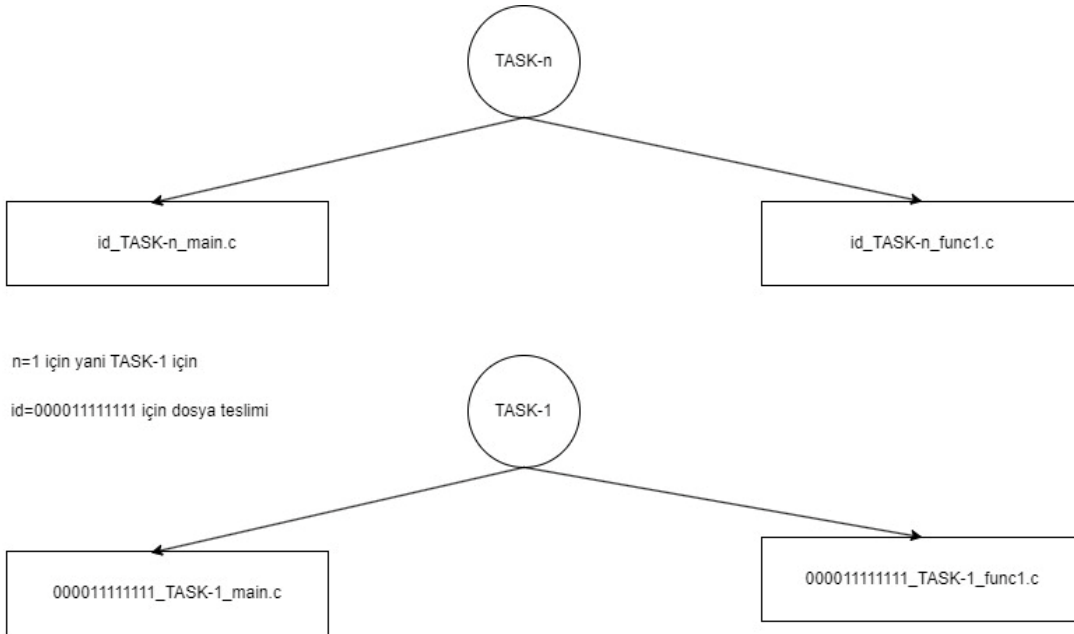 TASK-n
id_TASK-n_main.c
id_TASK-n_func1.c
n=1 için yani TASK-1 için
id=000011111111 için dosya teslimi
TASK-1
000011111111_TASK-1_main.c
000011111111_TASK-1_func1.c